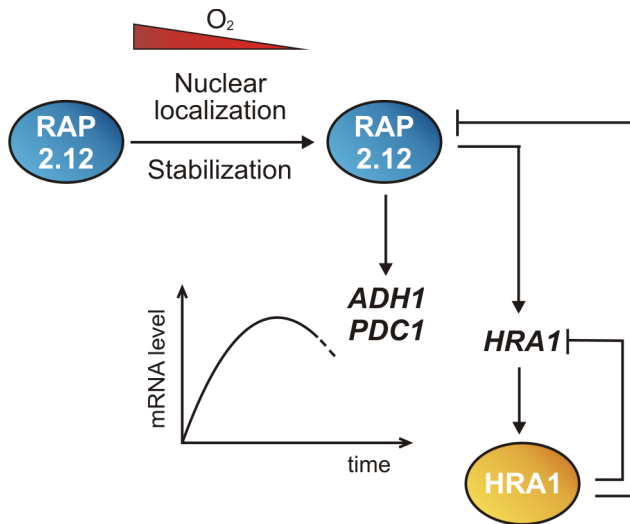 O₂
Nuclear
localization
RAP
2.12
Stabilization
RAP
2.12
ADH1
PDC1
HRA1
mRNA level
time
HRA1